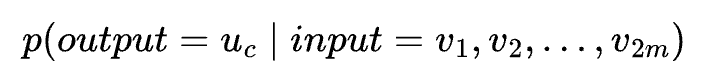 p(output = u_c | input = v_1, v_2, …, v_{2m})